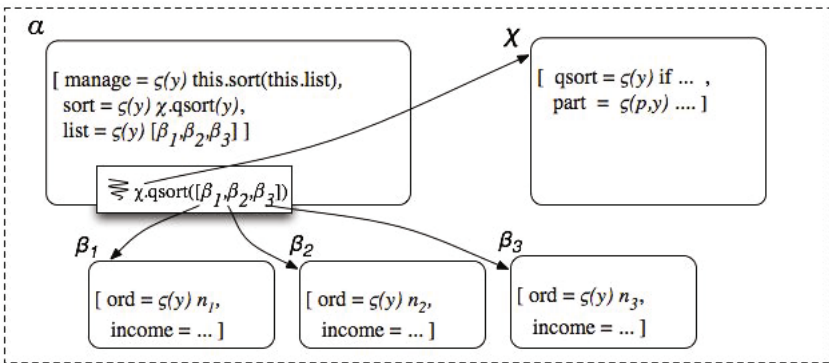 α
χ
[ manage = ς(y) this.sort(this.list),
sort = ς(y) χ.qsort(y),
list = ς(y) [β1,β2,β3] ]
[ qsort = ς(y) if ... ,
part = ς(p,y) .... ]
χ.qsort([β1,β2,β3])
β1
β2
β3
[ ord = ς(y) n1,
income = ... ]
[ ord = ς(y) n2,
income = ... ]
[ ord = ς(y) n3,
income = ... ]